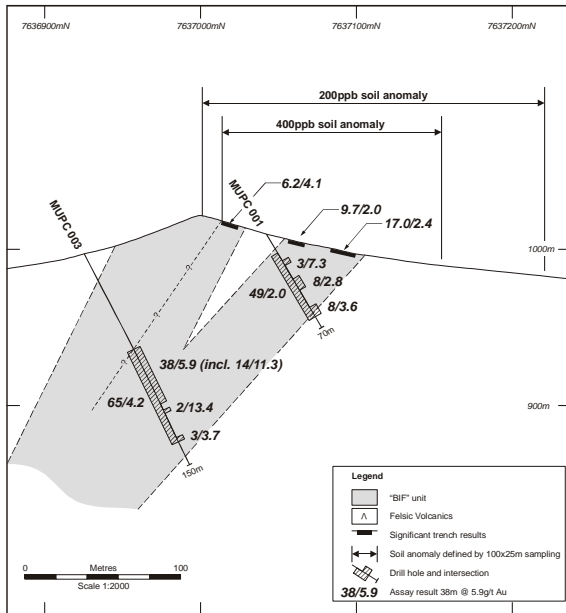 7636900mN
7637000mN
7637100mN
7637200mN
200ppb soil anomaly
400ppb soil anomaly
6.2/4.1
MUPC 001
9.7/2.0
17.0/2.4
MUPC 003
1000m
3/7.3
8/2.8
49/2.0
8/3.6
70m
?
?
?
38/5.9 (incl. 14/11.3)
65/4.2
2/13.4
900m
3/3.7
150m
Legend
"BIF" unit
Λ Felsic Volcanics
Significant trench results
Soil anomaly defined by 100x25m sampling
Drill hole and intersection
38/5.9 Assay result 38m @ 5.9g/t Au
0 Metres 100
Scale 1:2000